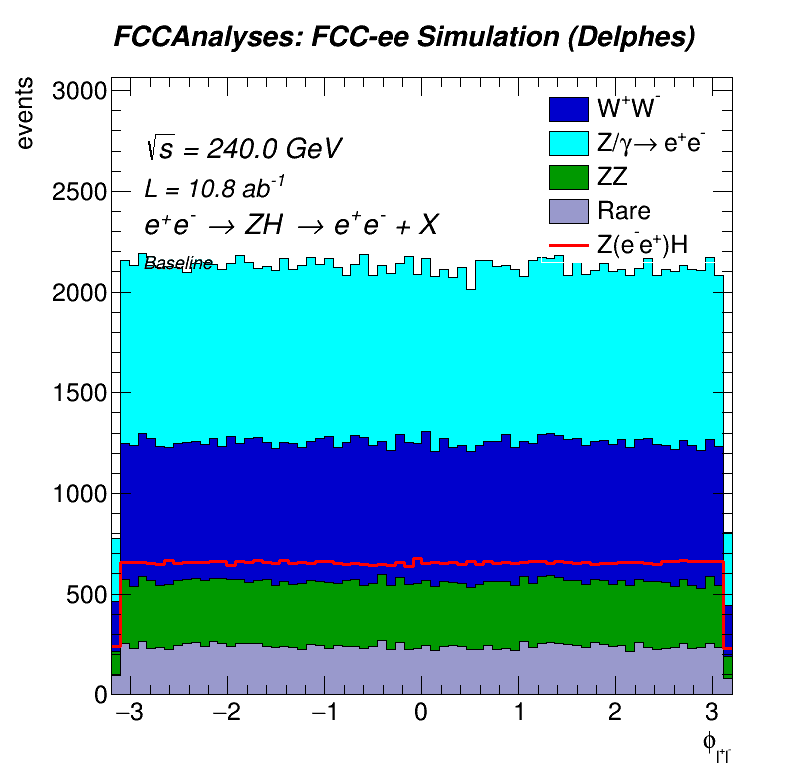 FCCAnalyses: FCC-ee Simulation (Delphes)
events
√s = 240.0 GeV
L = 10.8 ab⁻¹
e⁺e⁻ → ZH → e⁺e⁻ + X
Baseline
W⁺W⁻
Z/γ→ e⁺e⁻
ZZ
Rare
Z(e⁻e⁺)H
3000
2500
2000
1500
1000
500
0
−3 −2 −1 0 1 2 3
ϕ_l⁺l⁻